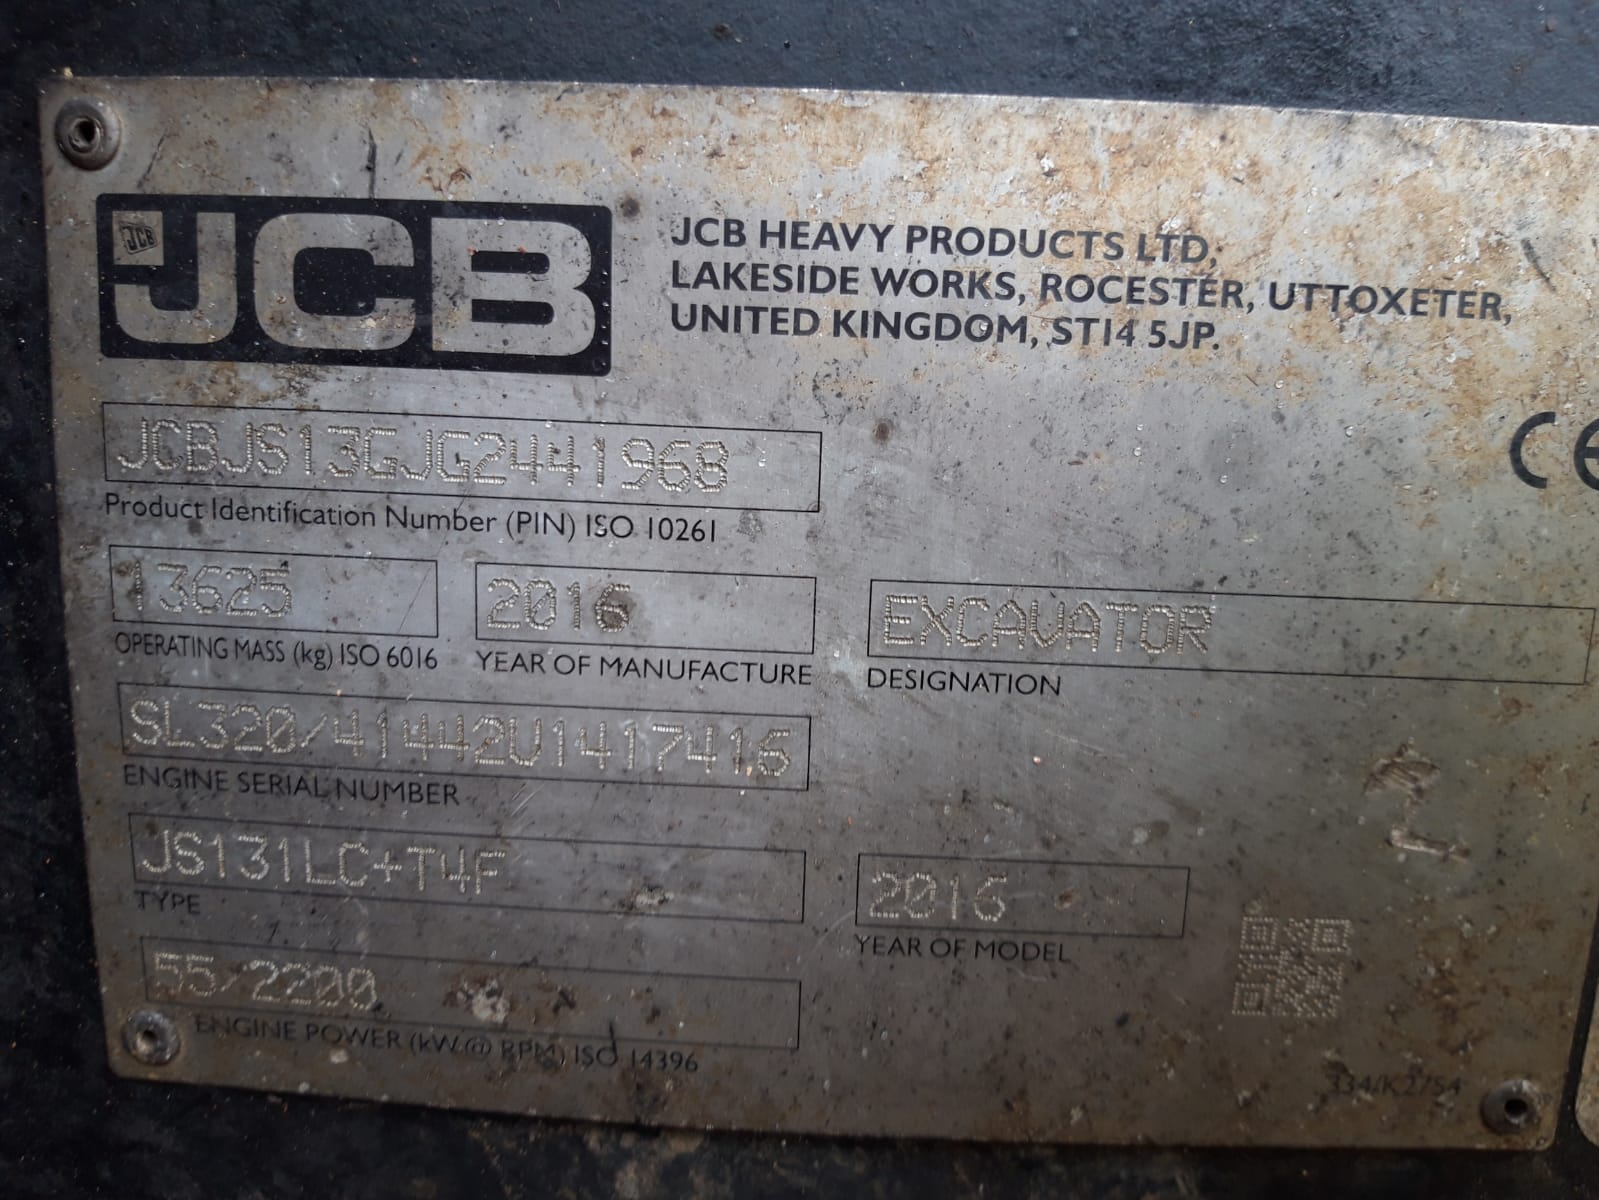 JCB
JCB
JCB HEAVY PRODUCTS LTD,
LAKESIDE WORKS, ROCESTER, UTTOXETER,
UNITED KINGDOM, ST14 5JP.
JCBJS13GJG2441968
Product Identification Number (PIN) ISO 10261
CE
13625
OPERATING MASS (kg) ISO 6016
2016
YEAR OF MANUFACTURE
EXCAVATOR
DESIGNATION
SL320/41442U1417416
ENGINE SERIAL NUMBER
JS131LC+T4F
TYPE
2016
YEAR OF MODEL
55/2200
ENGINE POWER (kW @ RPM) ISO 14396
334/K2754